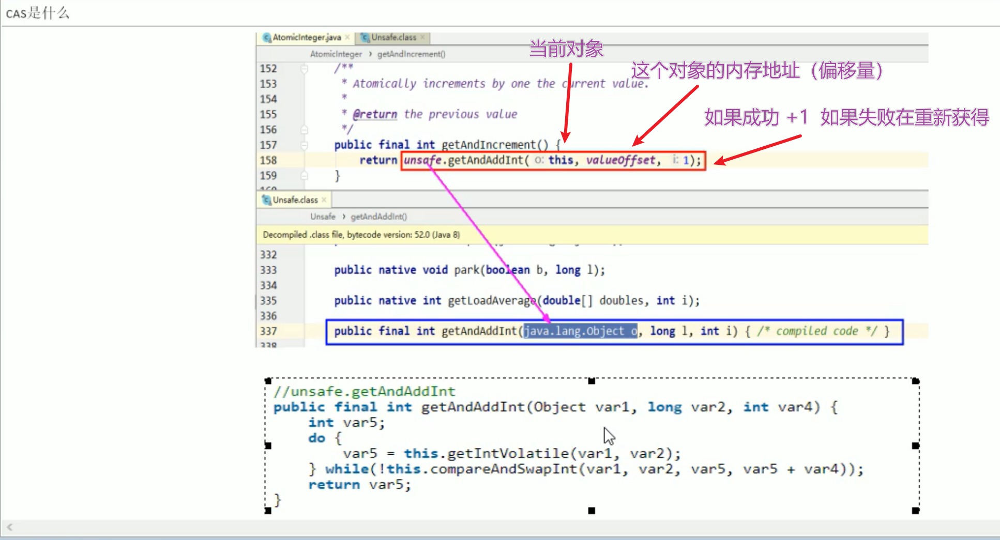 CAS是什么
AtomicInteger.java × Unsafe.class ×
当前对象
AtomicInteger › getAndIncrement()
这个对象的内存地址（偏移量）
152 /**
153 * Atomically increments by one the current value.
154 *
155 * @return the previous value
如果成功 +1 如果失败在重新获得
156 */
157 public final int getAndIncrement() {
158 return unsafe.getAndAddInt( o: this, valueOffset, i: 1);
159 }
160
Unsafe.class ×
Unsafe › getAndAddInt()
Decompiled .class file, bytecode version: 52.0 (Java 8)
332
333 public native void park(boolean b, long l);
334
335 public native int getLoadAverage(double[] doubles, int i);
336
337 public final int getAndAddInt(java.lang.Object o, long l, int i) { /* compiled code */ }
338
//unsafe.getAndAddInt
public final int getAndAddInt(Object var1, long var2, int var4) {
int var5;
do {
var5 = this.getIntVolatile(var1, var2);
} while(!this.compareAndSwapInt(var1, var2, var5, var5 + var4));
return var5;
}